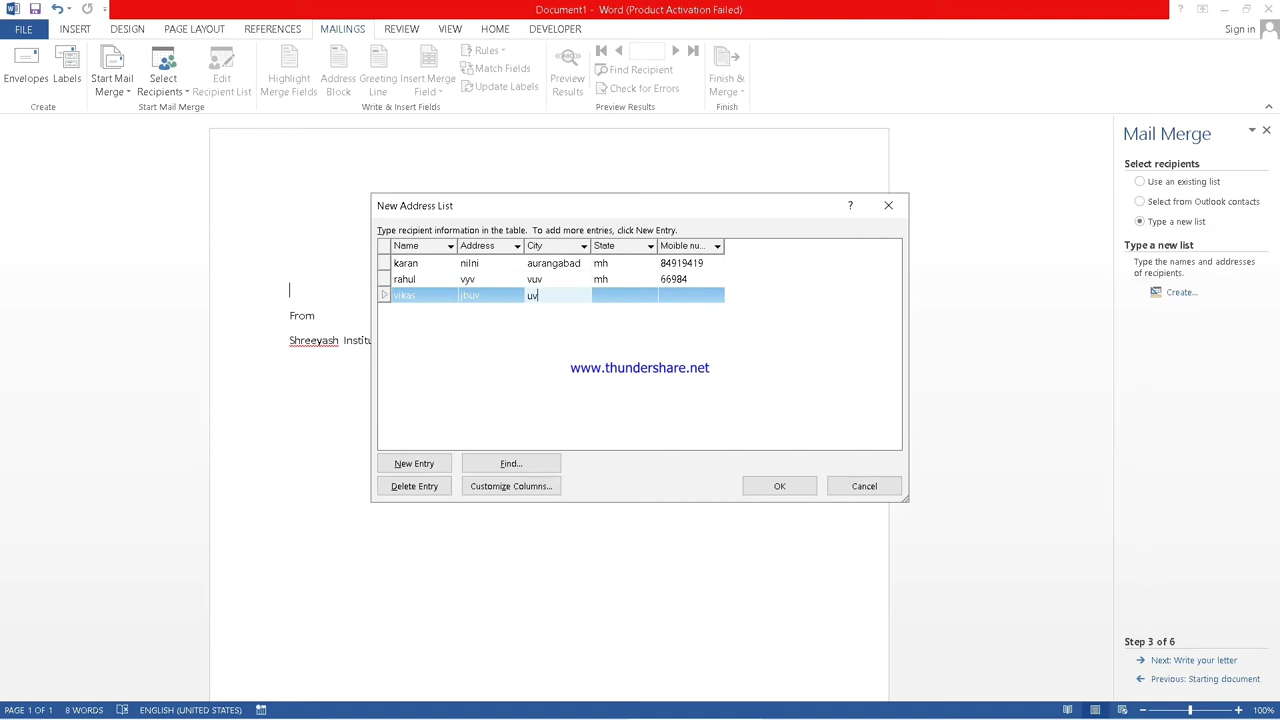 Document1 - Word (Product Activation Failed)
FILE INSERT DESIGN PAGE LAYOUT REFERENCES MAILINGS REVIEW VIEW HOME DEVELOPER Sign in
Envelopes Labels
Create
Start Mail Merge
Select Recipients
Edit Recipient List
Start Mail Merge
Highlight Merge Fields
Address Block
Greeting Line
Insert Merge Field
Rules
Match Fields
Update Labels
Write & Insert Fields
Preview Results
Find Recipient
Check for Errors
Preview Results
Finish & Merge
Finish
From
Shreeyash Institu
New Address List
Type recipient information in the table. To add more entries, click New Entry.
Name Address City State Moible nu...
karan nilni aurangabad mh 84919419
rahul vyv vuv mh 66984
vikas jbuv uv
www.thundershare.net
New Entry Find...
Delete Entry Customize Columns... OK Cancel
Mail Merge
Select recipients
Use an existing list
Select from Outlook contacts
Type a new list
Type a new list
Type the names and addresses
of recipients.
Create...
Step 3 of 6
Next: Write your letter
Previous: Starting document
PAGE 1 OF 1 8 WORDS ENGLISH (UNITED STATES) 100%